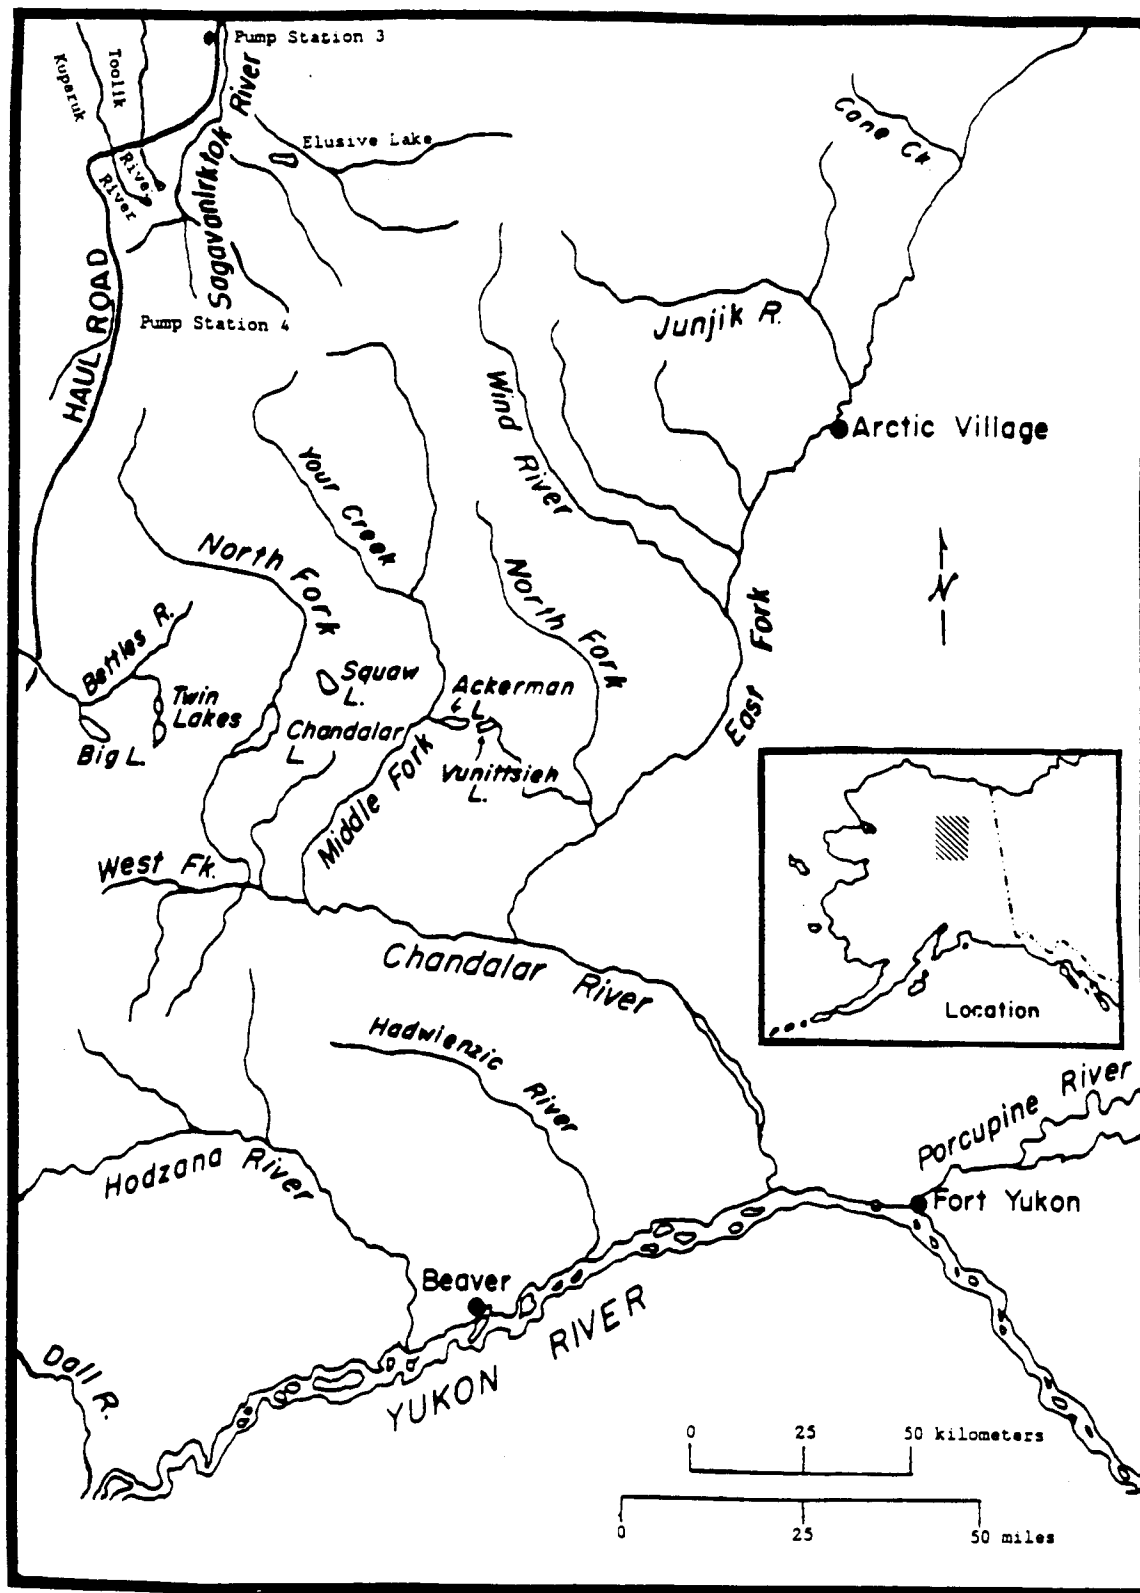 Pump Station 3
Kuparuk
River
Toolik
River
Sagavanirktok River
Elusive Lake
Cane Ck.
HAUL ROAD
Pump Station 4
Junjik R.
Wind River
Arctic Village
Your Creek
North Fork
North Fork
East Fork
N
Bettles R.
Squaw
L.
Ackerman
L.
Twin
Lakes
Chandalar
L.
Big L.
Vunittsieh
L.
Middle Fork
West Fk.
Chandalar River
Location
Hadwienzic River
Porcupine River
Hodzana River
Fort Yukon
Beaver
YUKON RIVER
Dall R.
0 25 50 kilometers
0 25 50 miles